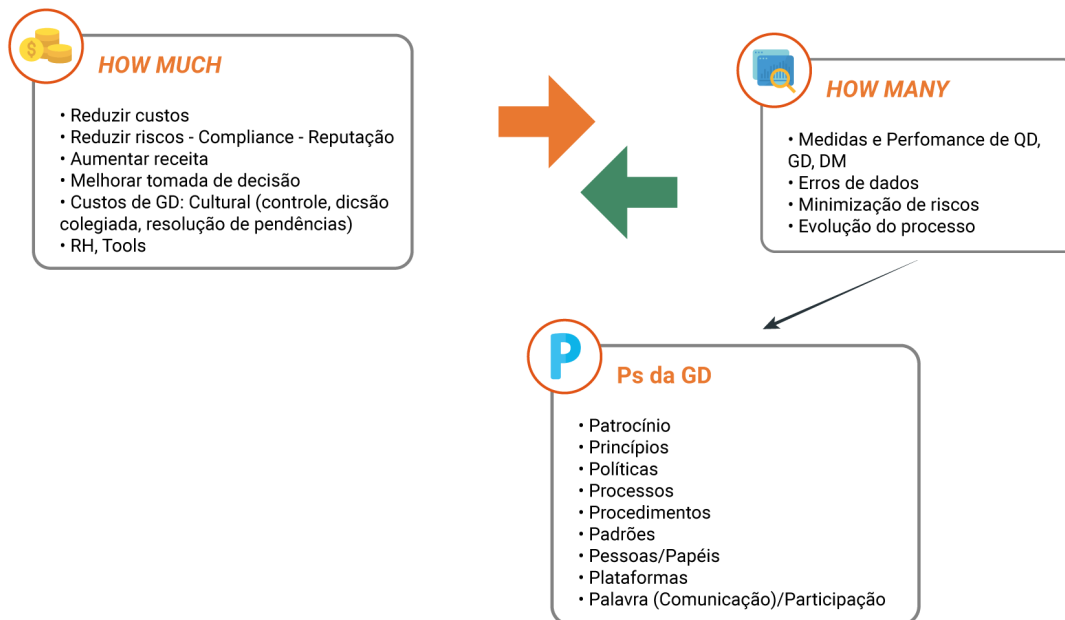 HOW MUCH
• Reduzir custos
• Reduzir riscos - Compliance - Reputação
• Aumentar receita
• Melhorar tomada de decisão
• Custos de GD: Cultural (controle, dicsão
colegiada, resolução de pendências)
• RH, Tools
HOW MANY
• Medidas e Perfomance de QD,
GD, DM
• Erros de dados
• Minimização de riscos
• Evolução do processo
P
Ps da GD
• Patrocínio
• Princípios
• Políticas
• Processos
• Procedimentos
• Padrões
• Pessoas/Papéis
• Plataformas
• Palavra (Comunicação)/Participação